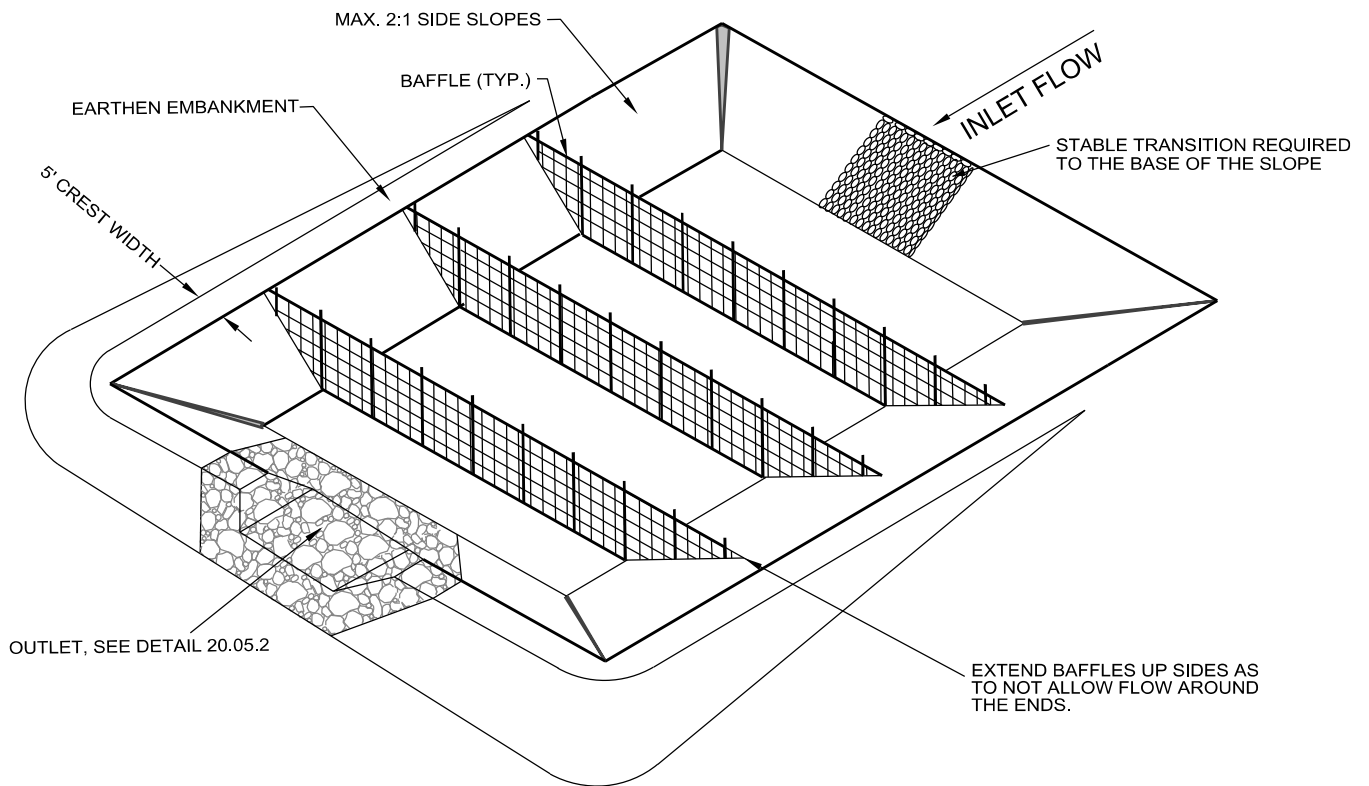 MAX. 2:1 SIDE SLOPES
BAFFLE (TYP.)
EARTHEN EMBANKMENT
5' CREST WIDTH
INLET FLOW
STABLE TRANSITION REQUIRED
TO THE BASE OF THE SLOPE
OUTLET, SEE DETAIL 20.05.2
EXTEND BAFFLES UP SIDES AS
TO NOT ALLOW FLOW AROUND
THE ENDS.